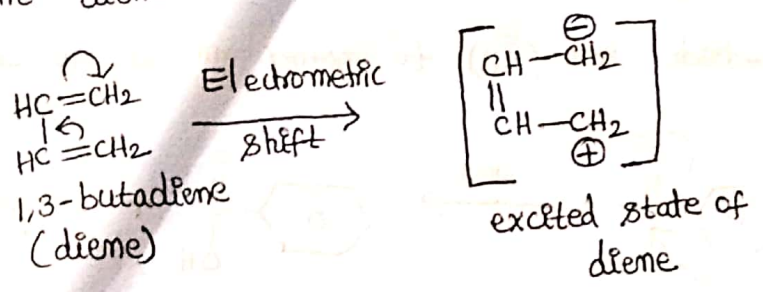 HC=CH2
HC=CH2
1,3-butadiene
(diene)
Electrometric
shift
⊖
CH—CH2
||
CH—CH2
⊕
excited state of
diene